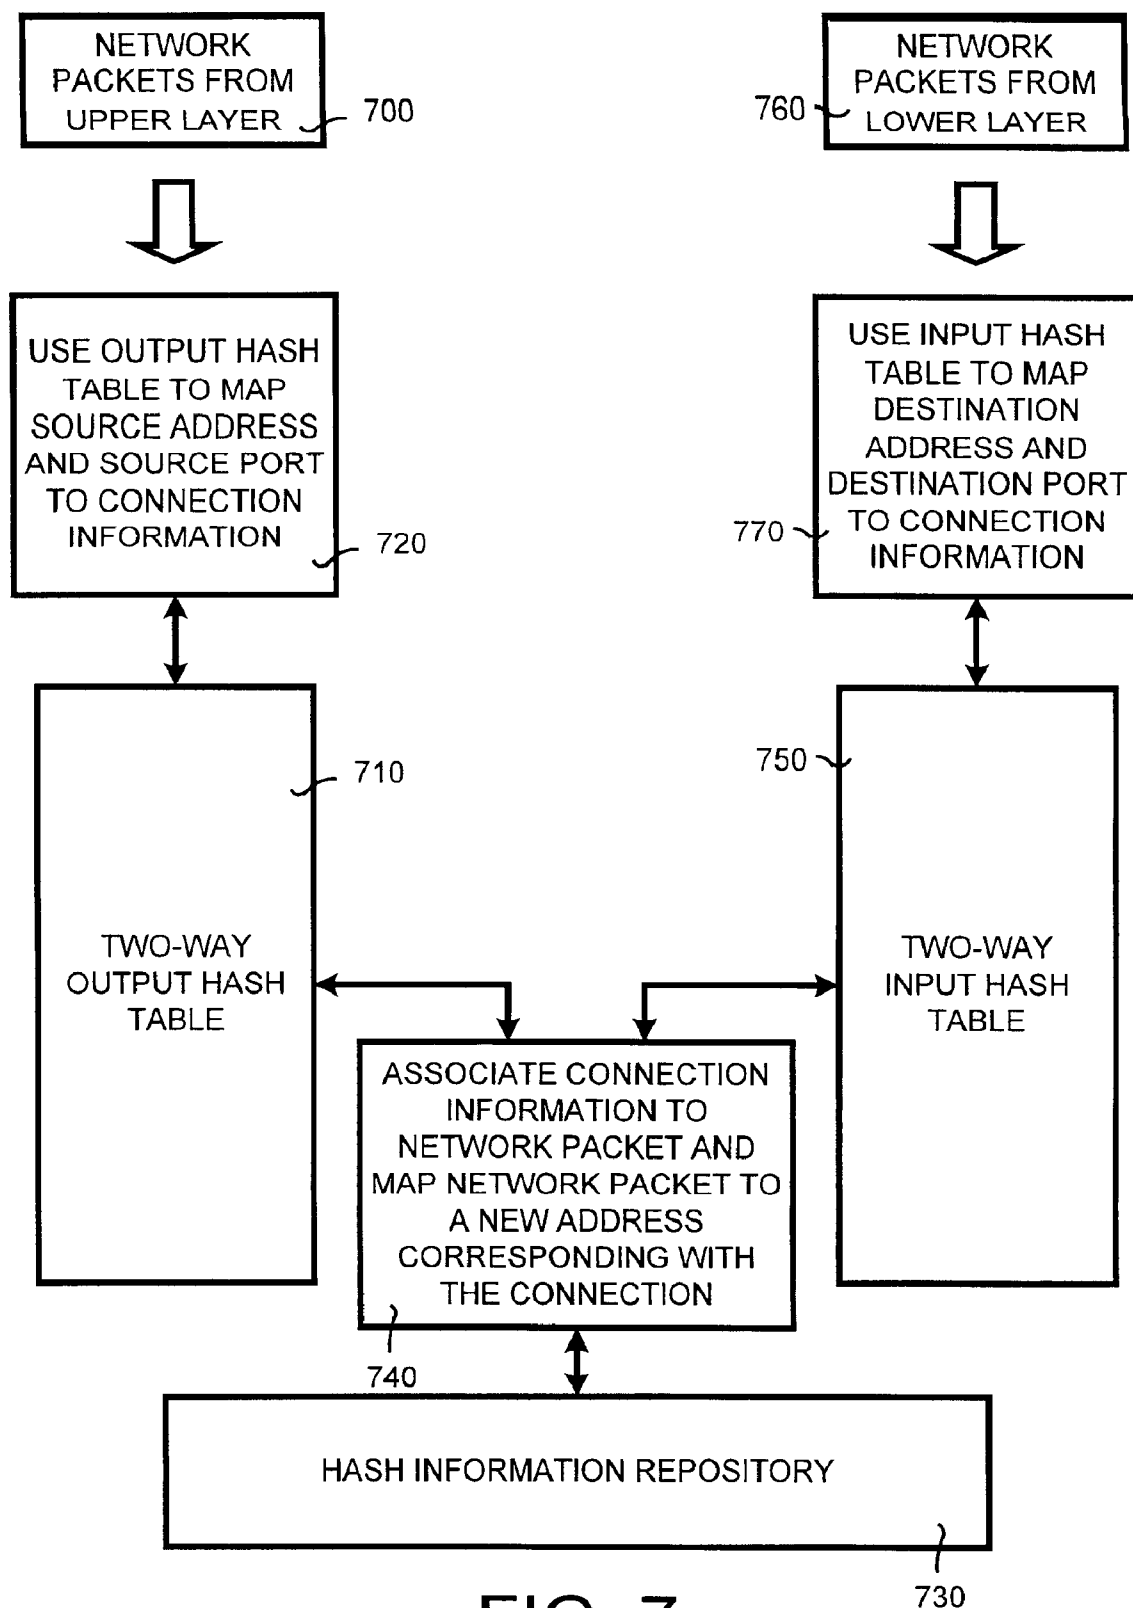 NETWORK
PACKETS FROM
UPPER LAYER
700
NETWORK
PACKETS FROM
LOWER LAYER
760
USE OUTPUT HASH
TABLE TO MAP
SOURCE ADDRESS
AND SOURCE PORT
TO CONNECTION
INFORMATION
720
USE INPUT HASH
TABLE TO MAP
DESTINATION
ADDRESS AND
DESTINATION PORT
TO CONNECTION
INFORMATION
770
710
TWO-WAY
OUTPUT HASH
TABLE
750
TWO-WAY
INPUT HASH
TABLE
ASSOCIATE CONNECTION
INFORMATION TO
NETWORK PACKET AND
MAP NETWORK PACKET TO
A NEW ADDRESS
CORRESPONDING WITH
THE CONNECTION
740
HASH INFORMATION REPOSITORY
730
FIG. 7